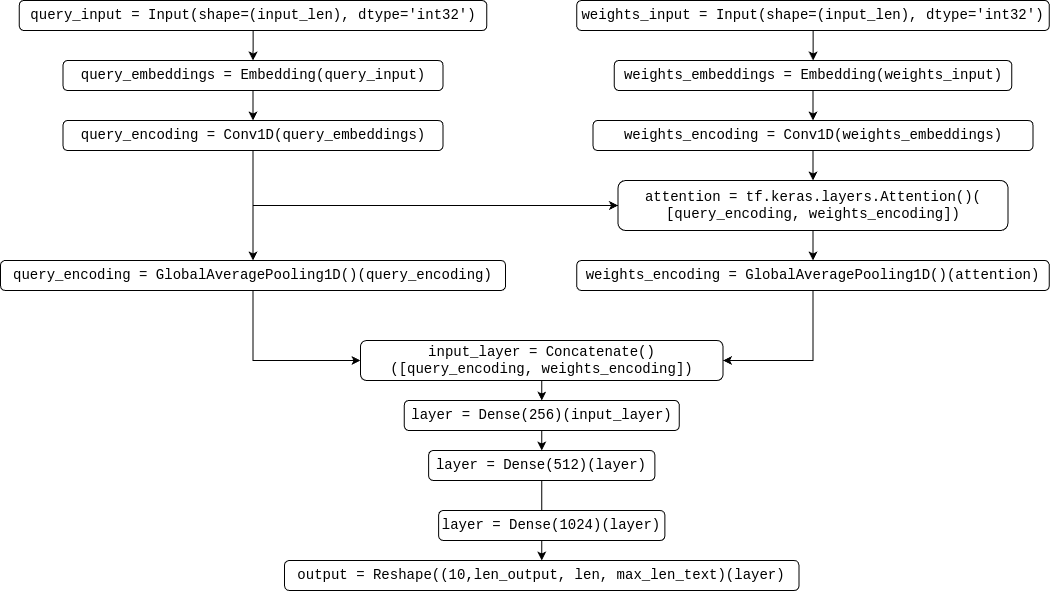 query_input = Input(shape=(input_len), dtype='int32')
weights_input = Input(shape=(input_len), dtype='int32')
query_embeddings = Embedding(query_input)
weights_embeddings = Embedding(weights_input)
query_encoding = Conv1D(query_embeddings)
weights_encoding = Conv1D(weights_embeddings)
attention = tf.keras.layers.Attention()(
[query_encoding, weights_encoding])
query_encoding = GlobalAveragePooling1D()(query_encoding)
weights_encoding = GlobalAveragePooling1D()(attention)
input_layer = Concatenate()
([query_encoding, weights_encoding])
layer = Dense(256)(input_layer)
layer = Dense(512)(layer)
layer = Dense(1024)(layer)
output = Reshape((10,len_output, len, max_len_text)(layer)